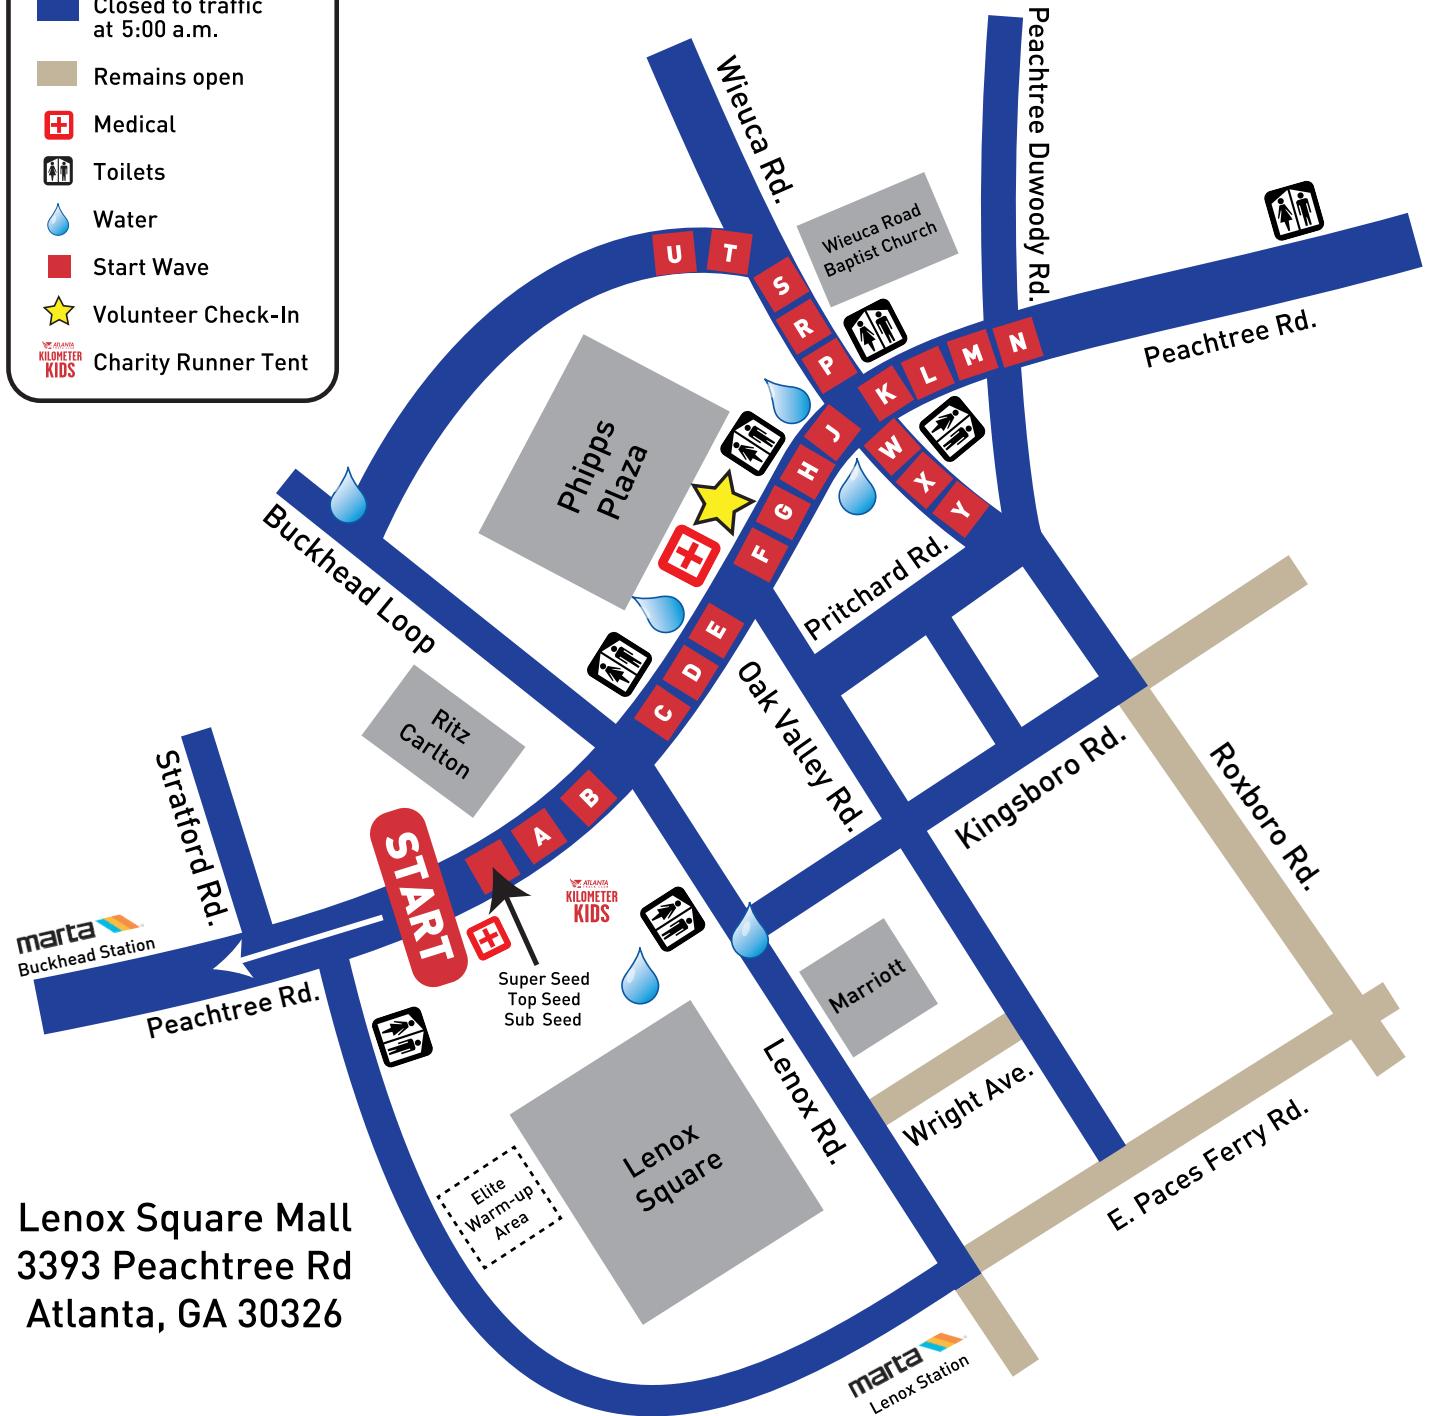 Closed to traffic
at 5:00 a.m.
Remains open
Medical
Toilets
Water
Start Wave
Volunteer Check-In
ATLANTA
KILOMETER
KIDS
Charity Runner Tent
Wieuca Rd.
Peachtree Duwoody Rd.
Wieuca Road
Baptist Church
Peachtree Rd.
U
T
S
R
P
K
L
M
N
J
H
G
F
W
X
Y
E
D
C
B
A
Phipps
Plaza
Buckhead Loop
Pritchard Rd.
Oak Valley Rd.
Ritz
Carlton
Stratford Rd.
START
Kingsboro Rd.
Roxboro Rd.
ATLANTA
KILOMETER
KIDS
marta
Buckhead Station
Peachtree Rd.
Super Seed
Top Seed
Sub Seed
Marriott
Lenox Rd.
Wright Ave.
E. Paces Ferry Rd.
Lenox
Square
Elite
Warm-up
Area
Lenox Square Mall
3393 Peachtree Rd
Atlanta, GA 30326
marta
Lenox Station